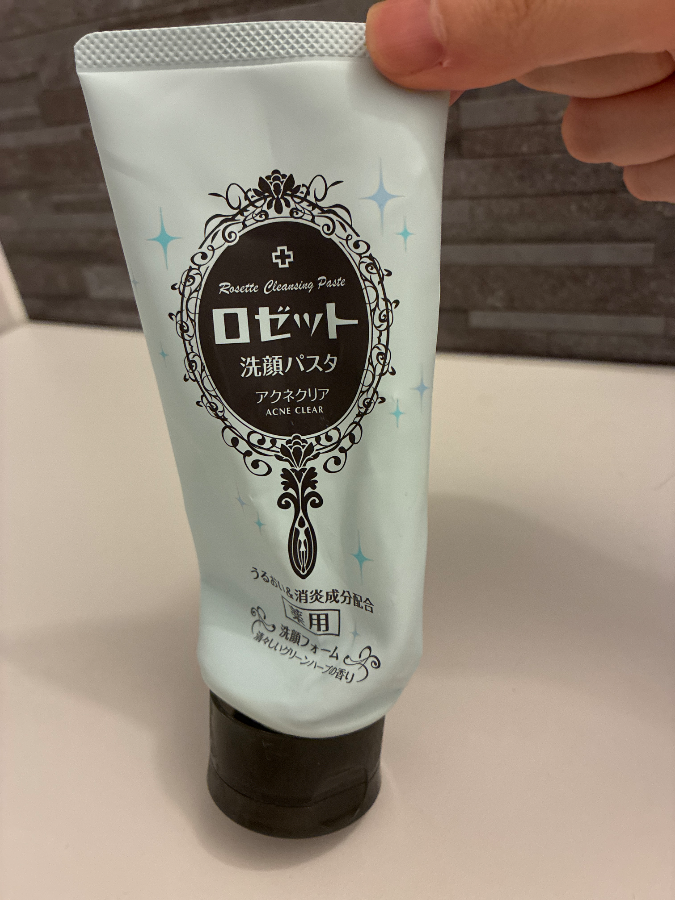 Rosette Cleansing Paste
ロゼット
洗顔パスタ
アクネクリア
ACNE CLEAR
うるおい&消炎成分配合
薬用
洗顔フォーム
清々しいグリーンハーブの香り